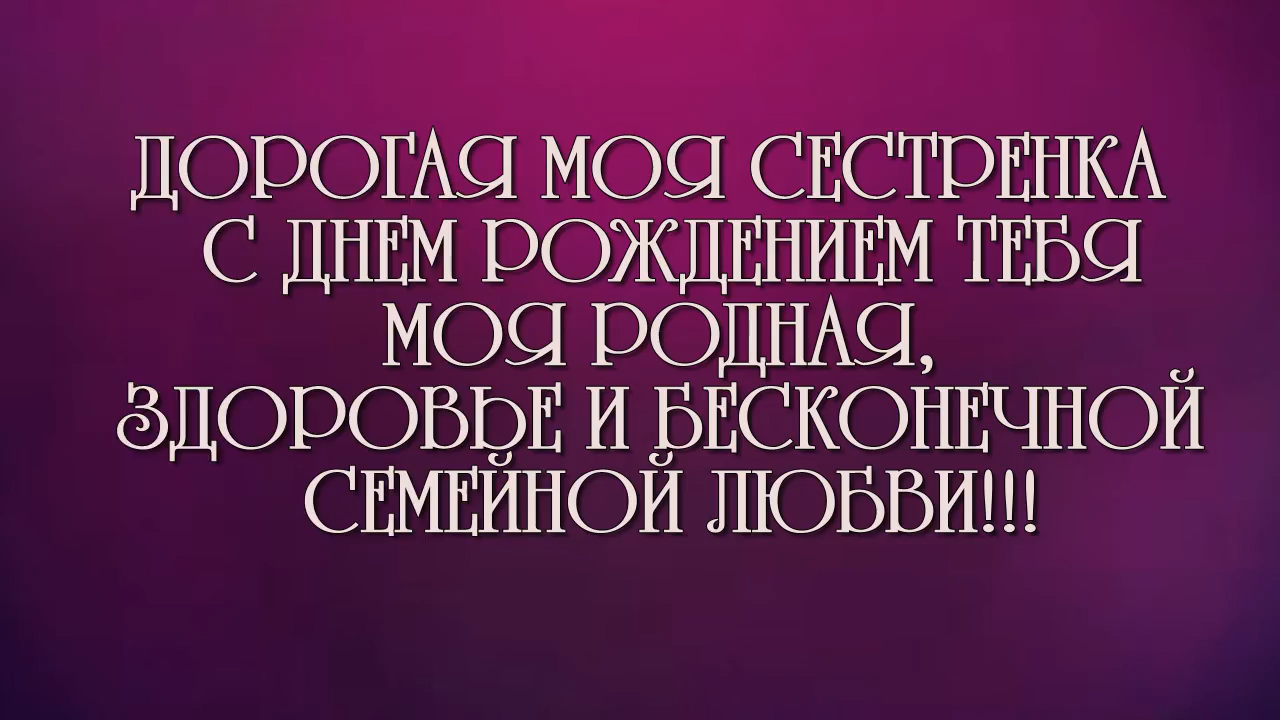 ДОРОГАЯ МОЯ СЕСТРЕНКА
С ДНЕМ РОЖДЕНИЕМ ТЕБЯ
МОЯ РОДНАЯ,
ЗДОРОВЬЕ И БЕСКОНЕЧНОЙ
СЕМЕЙНОЙ ЛЮБВИ!!!